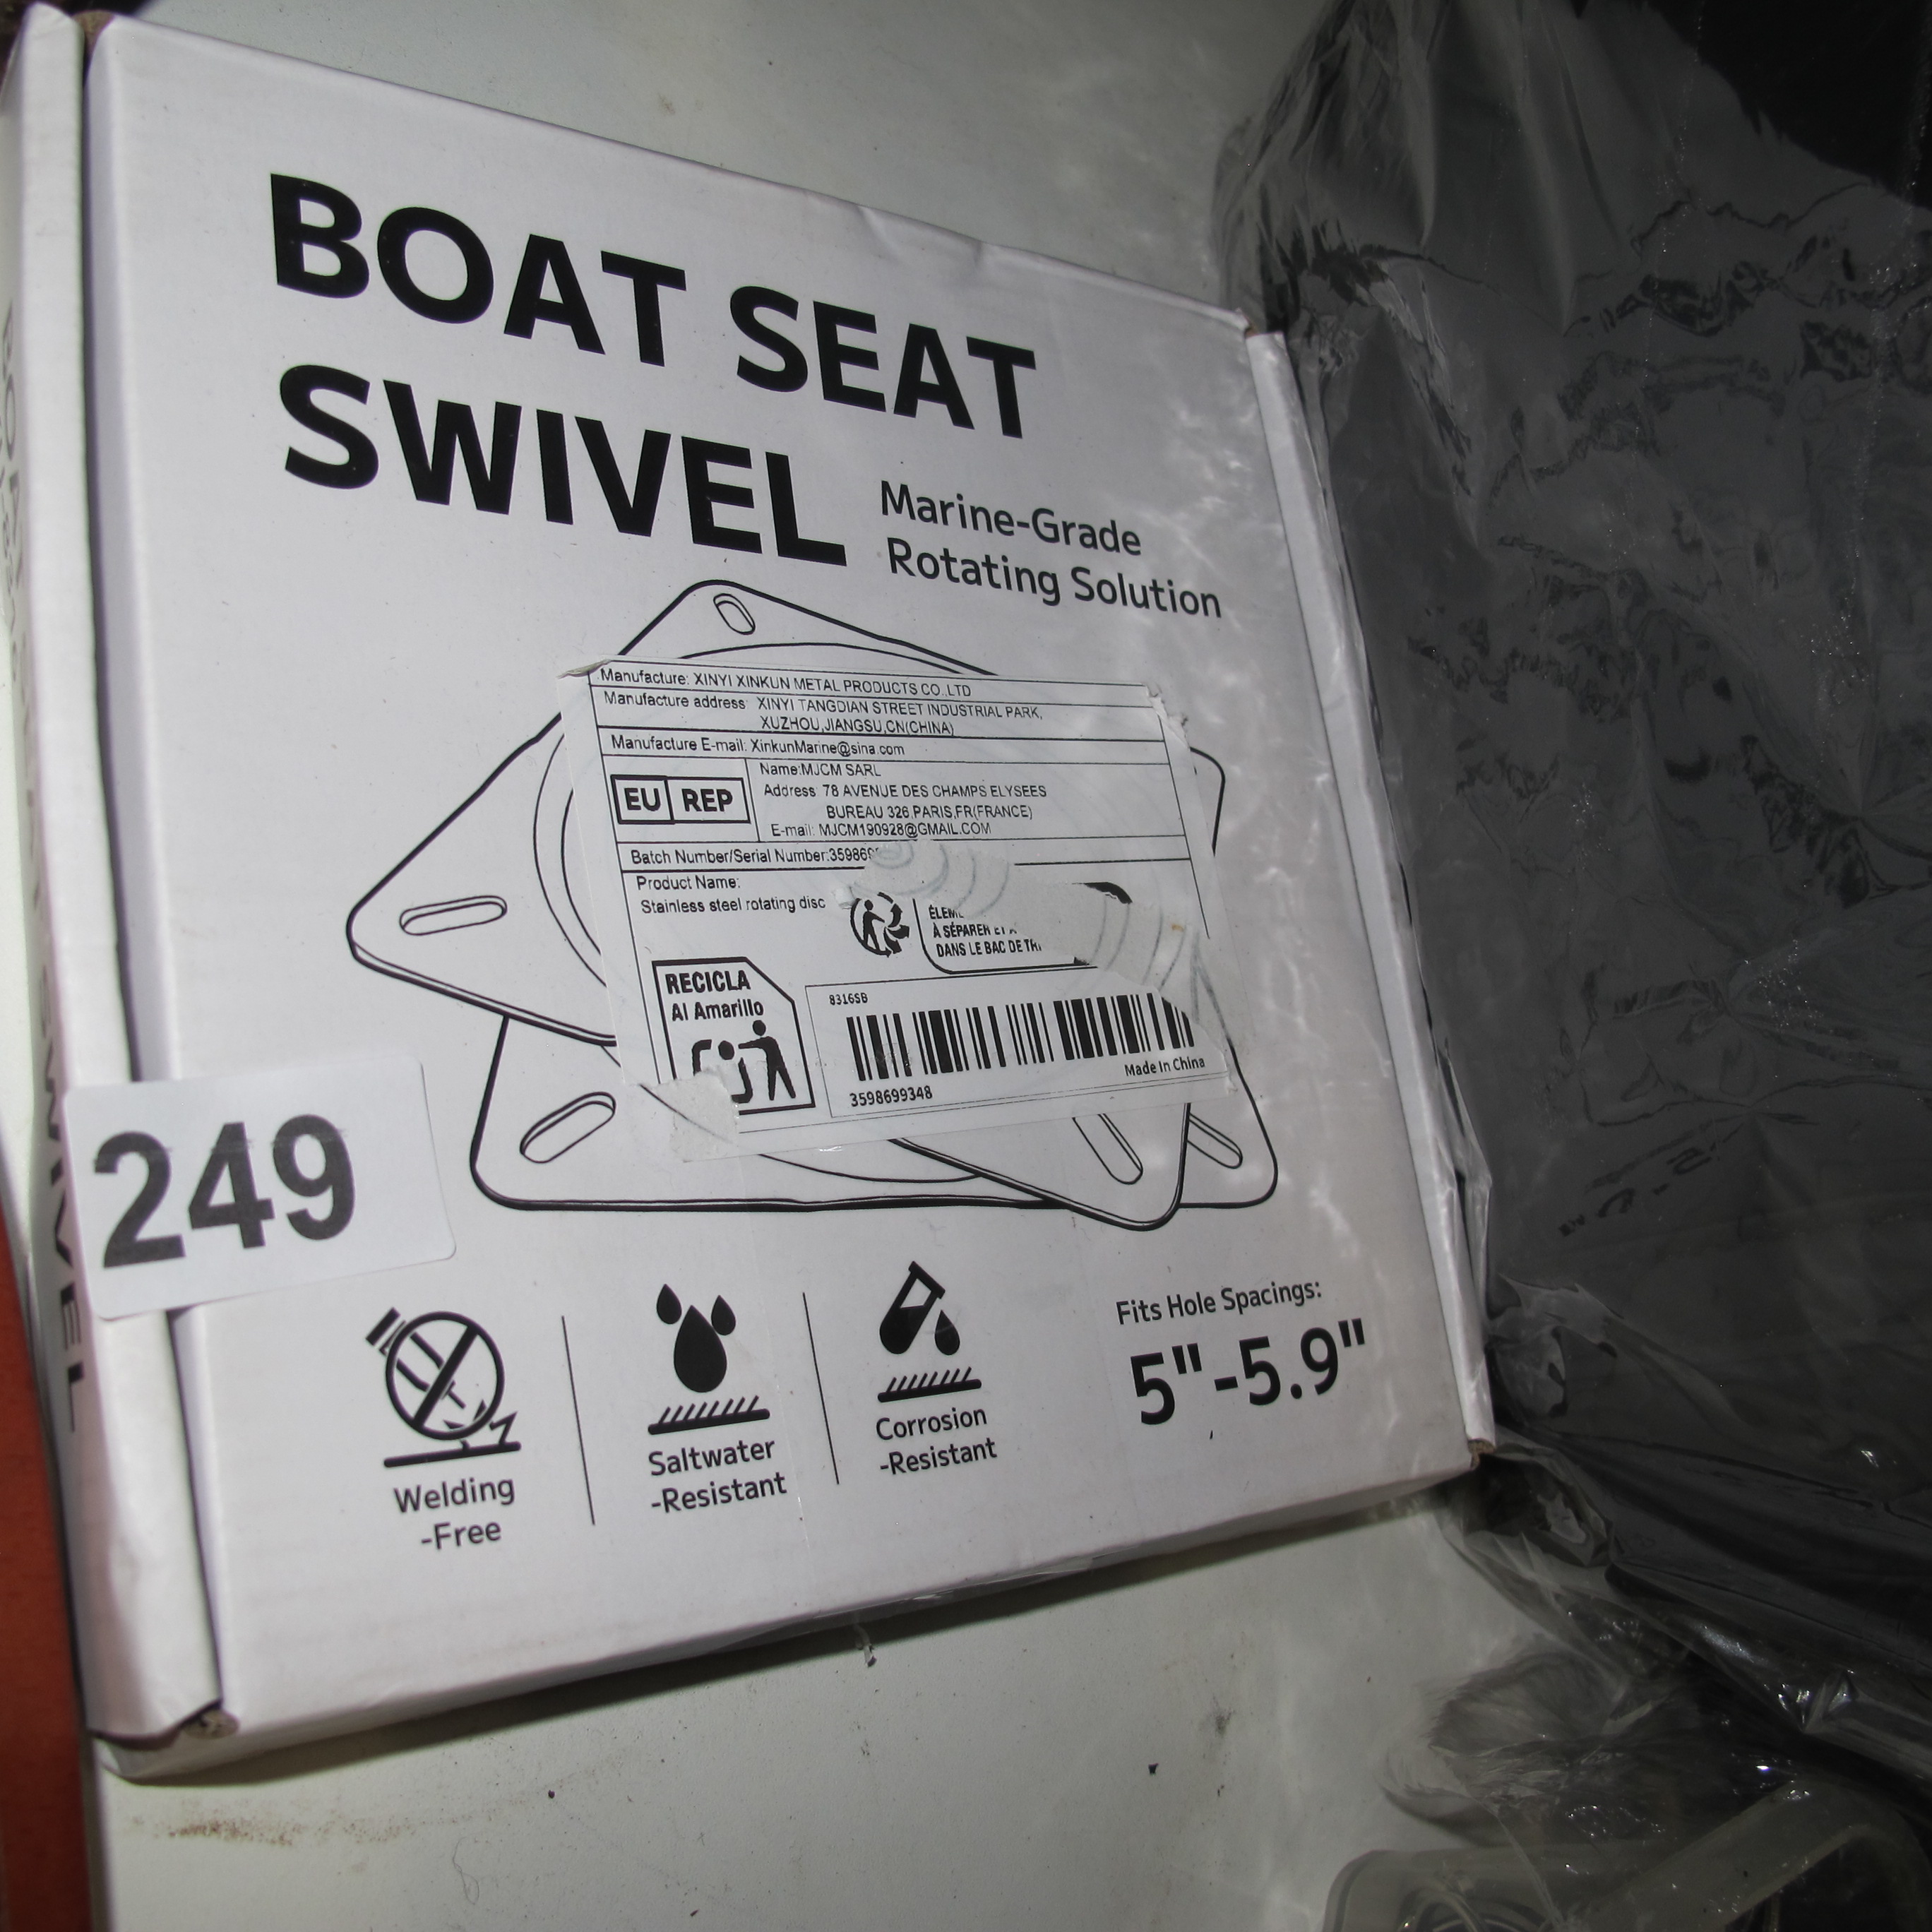 BOAT SEAT
SWIVEL
Marine-Grade
Rotating Solution
Manufacture: XINYI XINKUN METAL PRODUCTS CO.,LTD
Manufacture address: XINYI TANGDIAN STREET INDUSTRIAL PARK,
XUZHOU,JIANGSU,CN(CHINA)
Manufacture E-mail: XinkunMarine@sina.com
EU REP
Name:MJCM SARL
Address: 78 AVENUE DES CHAMPS ELYSEES
BUREAU 326,PARIS,FR(FRANCE)
E-mail: MJCM190928@GMAIL.COM
Batch Number/Serial Number:359869
Product Name:
Stainless steel rotating disc
À SÉPARER ET
DANS LE BAC DE
RECICLA
Al Amarillo
8316SB
3598699348
Made In China
249
Welding
-Free
Saltwater
-Resistant
Corrosion
-Resistant
Fits Hole Spacings:
5"-5.9"
SWIVEL